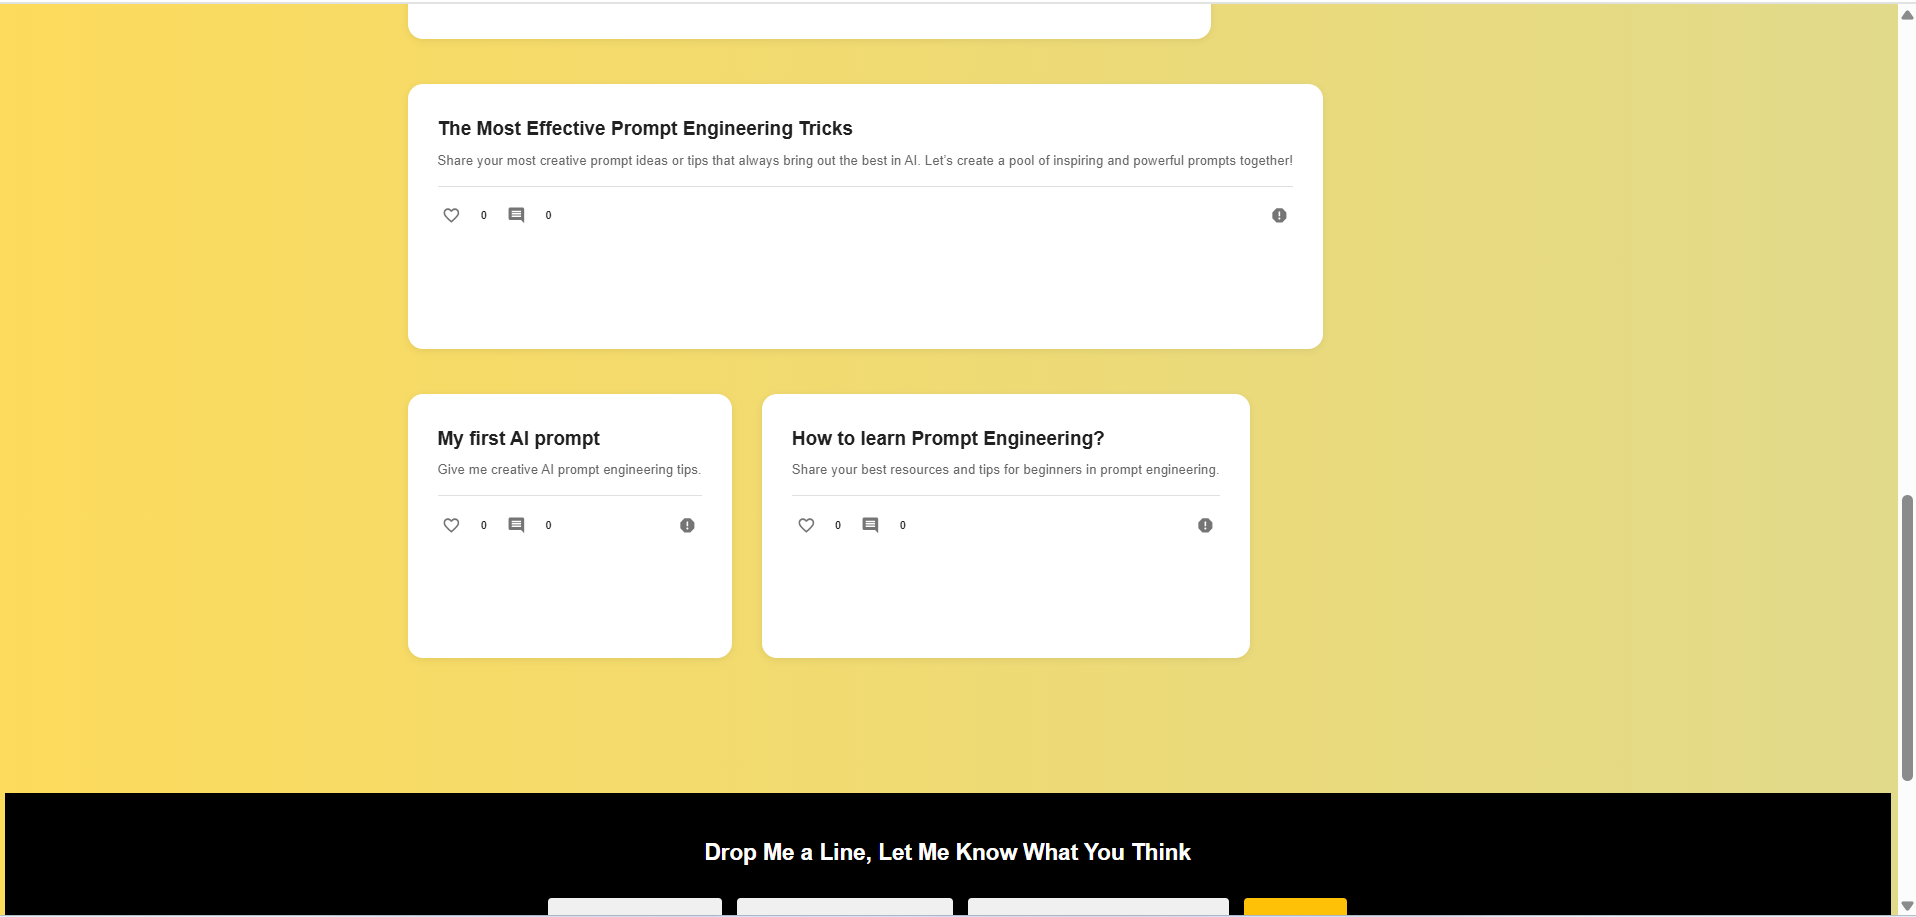 The Most Effective Prompt Engineering Tricks
Share your most creative prompt ideas or tips that always bring out the best in AI. Let's create a pool of inspiring and powerful prompts together!
0 0
My first AI prompt
Give me creative AI prompt engineering tips.
0 0
How to learn Prompt Engineering?
Share your best resources and tips for beginners in prompt engineering.
0 0
Drop Me a Line, Let Me Know What You Think